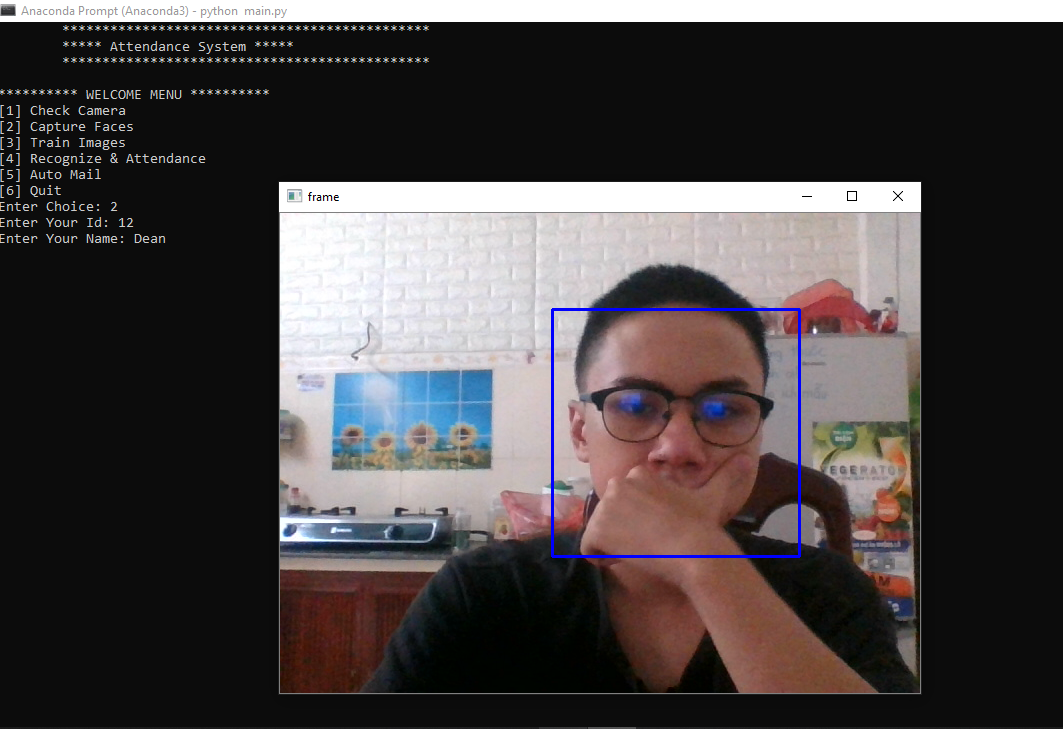 Anaconda Prompt (Anaconda3) - python main.py
**********************************************
***** Attendance System *****
**********************************************
********** WELCOME MENU **********
[1] Check Camera
[2] Capture Faces
[3] Train Images
[4] Recognize & Attendance
[5] Auto Mail
[6] Quit
Enter Choice: 2
Enter Your Id: 12
Enter Your Name: Dean
frame
VEGERATO